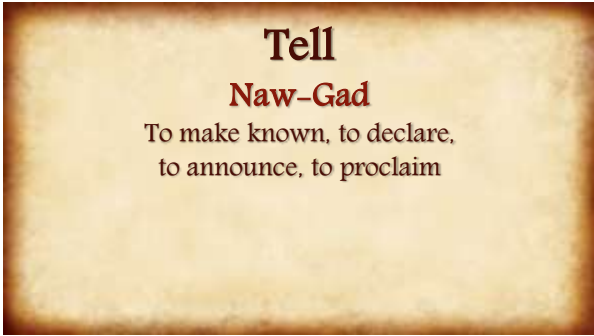 Tell
Naw-Gad
To make known, to declare,
to announce, to proclaim